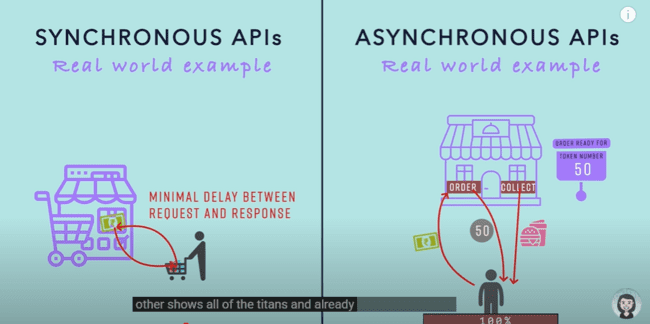 SYNCHRONOUS APIs
Real world example
MINIMAL DELAY BETWEEN
REQUEST AND RESPONSE
ASYNCHRONOUS APIs
Real world example
ORDER READY FOR
TOKEN NUMBER
50
ORDER
COLLECT
50
100%
other shows all of the titans and already